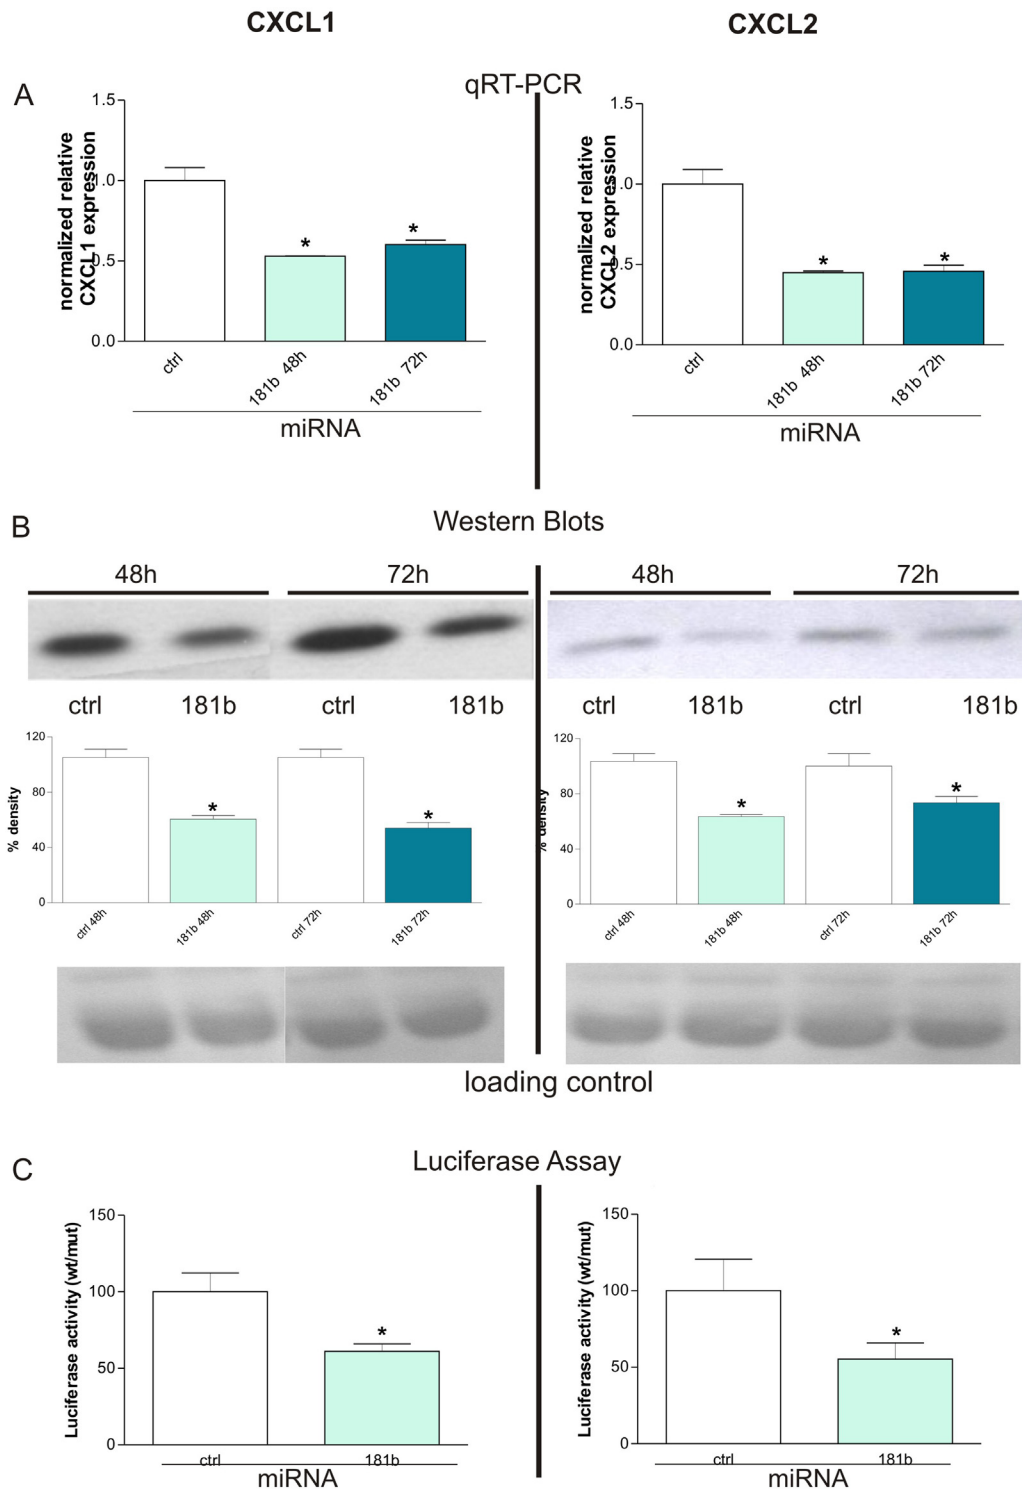 CXCL1
CXCL2
A
qRT-PCR
normalized relative
CXCL1 expression
1.5
1.0
0.5
0.0
*
*
ctrl
181b 48h
181b 72h
miRNA
normalized relative
CXCL2 expression
1.5
1.0
0.5
0.0
*
*
ctrl
181b 48h
181b 72h
miRNA
B
Western Blots
48h
72h
48h
72h
ctrl
181b
ctrl
181b
ctrl
181b
ctrl
181b
% density
120
80
40
0
*
*
ctrl 48h
181b 48h
ctrl 72h
181b 72h
% density
120
80
40
0
*
*
ctrl 48h
181b 48h
ctrl 72h
181b 72h
loading control
C
Luciferase Assay
Luciferase activity (wt/mut)
150
100
50
0
*
ctrl
181b
miRNA
Luciferase activity (wt/mut)
150
100
50
0
*
ctrl
181b
miRNA